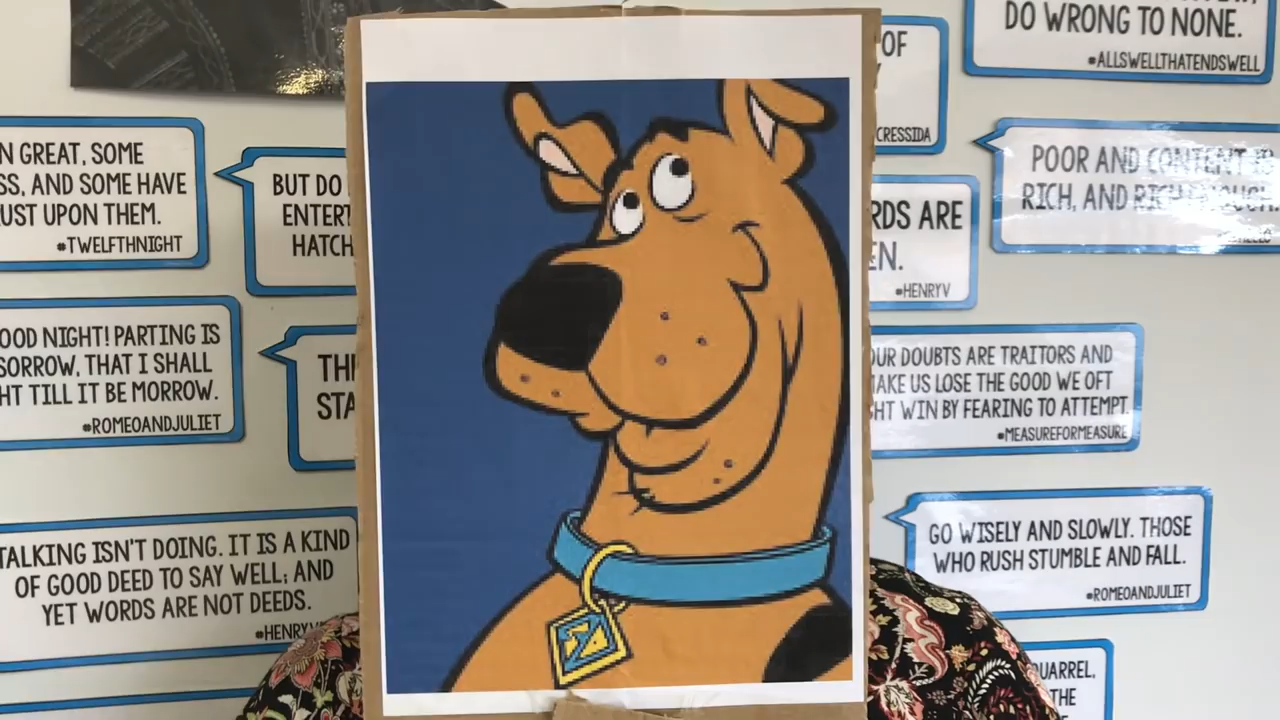 N GREAT, SOME
SS, AND SOME HAVE
UST UPON THEM.
#TWELFTHNIGHT
BUT DO
ENTERT
HATCH
OOD NIGHT! PARTING IS
SORROW, THAT I SHALL
HT TILL IT BE MORROW.
#ROMEOANDJULIET
THI
STA
TALKING ISN'T DOING. IT IS A KIND
OF GOOD DEED TO SAY WELL; AND
YET WORDS ARE NOT DEEDS.
#HENRYV
DO WRONG TO NONE.
#ALLSWELLTHATENDSWELL
OF
CRESSIDA
POOR AND CONTENT IS
RICH, AND RICH ENOUGH.
RDS ARE
EN.
#HENRYV
OUR DOUBTS ARE TRAITORS AND
MAKE US LOSE THE GOOD WE OFT
GHT WIN BY FEARING TO ATTEMPT
#MEASUREFORMEASURE
GO WISELY AND SLOWLY. THOSE
WHO RUSH STUMBLE AND FALL.
#ROMEOANDJULIET
QUARREL,
THE